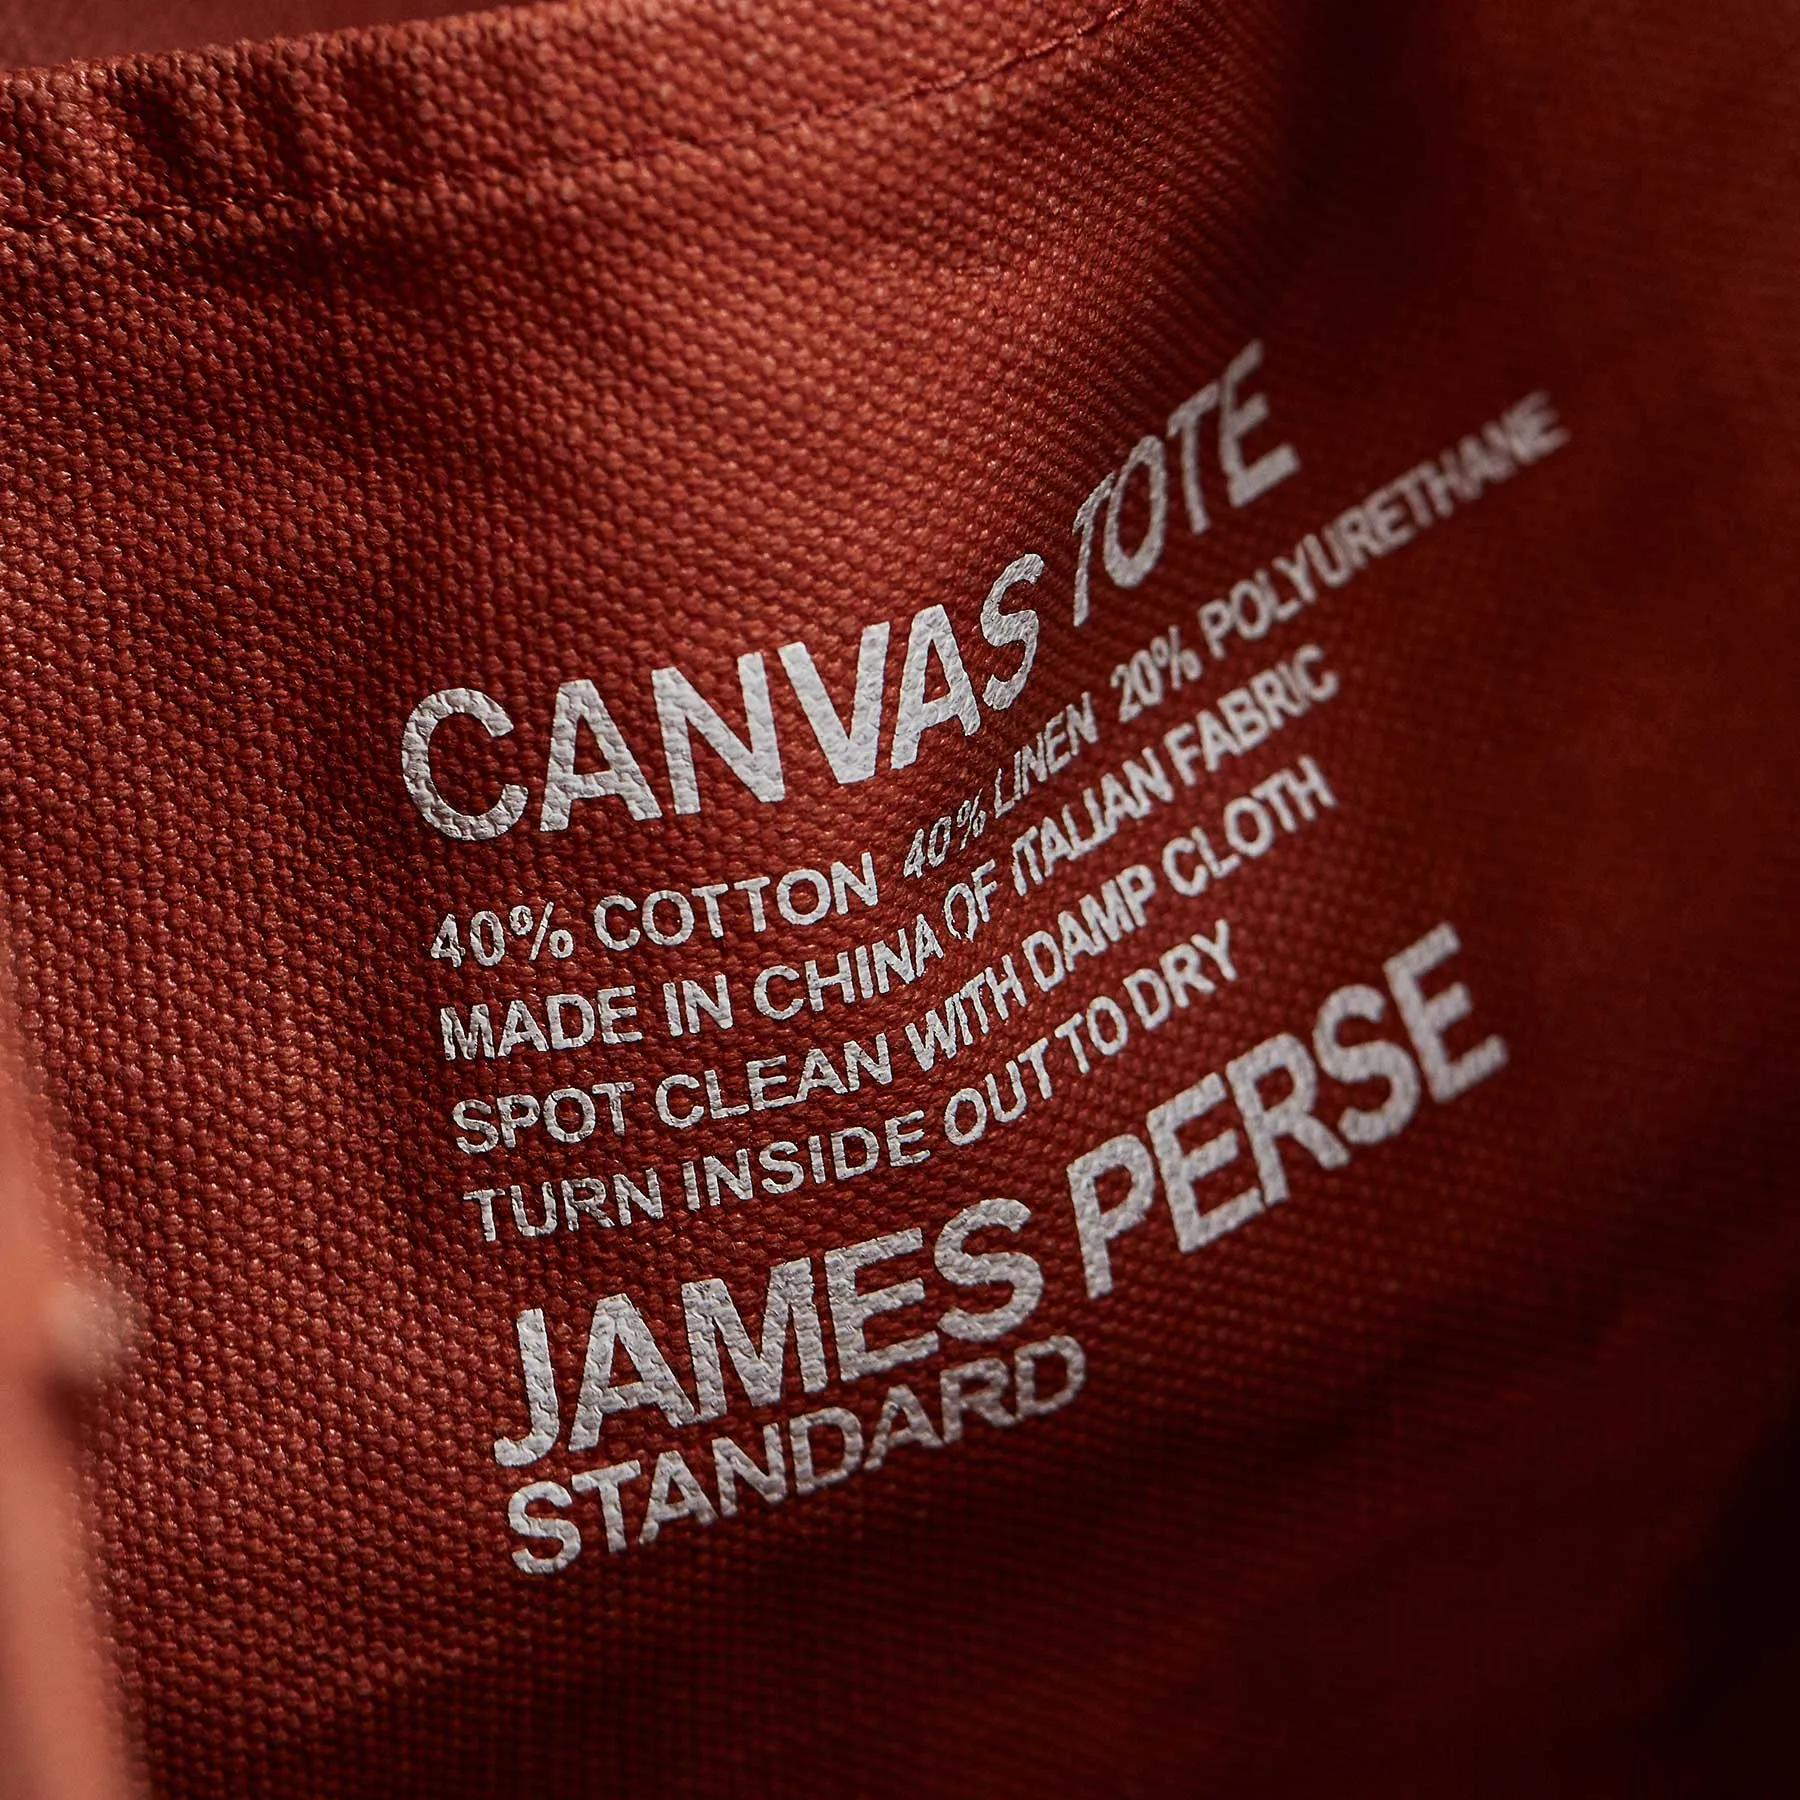 CANVAS TOTE
40% COTTON 40% LINEN 20% POLYURETHANE
MADE IN CHINA OF ITALIAN FABRIC
SPOT CLEAN WITH DAMP CLOTH
TURN INSIDE OUT TO DRY
JAMES PERSE
STANDARD